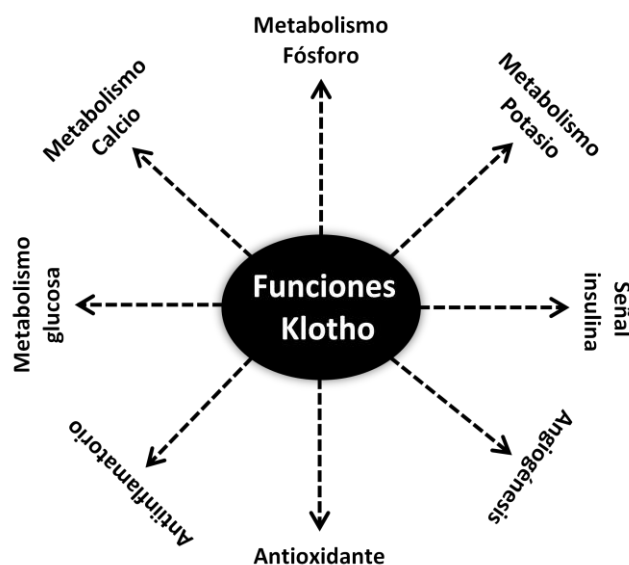 Metabolismo
Fósforo
Metabolismo
Potasio
Señal
insulina
Angiogénesis
Antioxidante
Antiinflamatorio
Metabolismo
glucosa
Metabolismo
Calcio
Funciones
Klotho